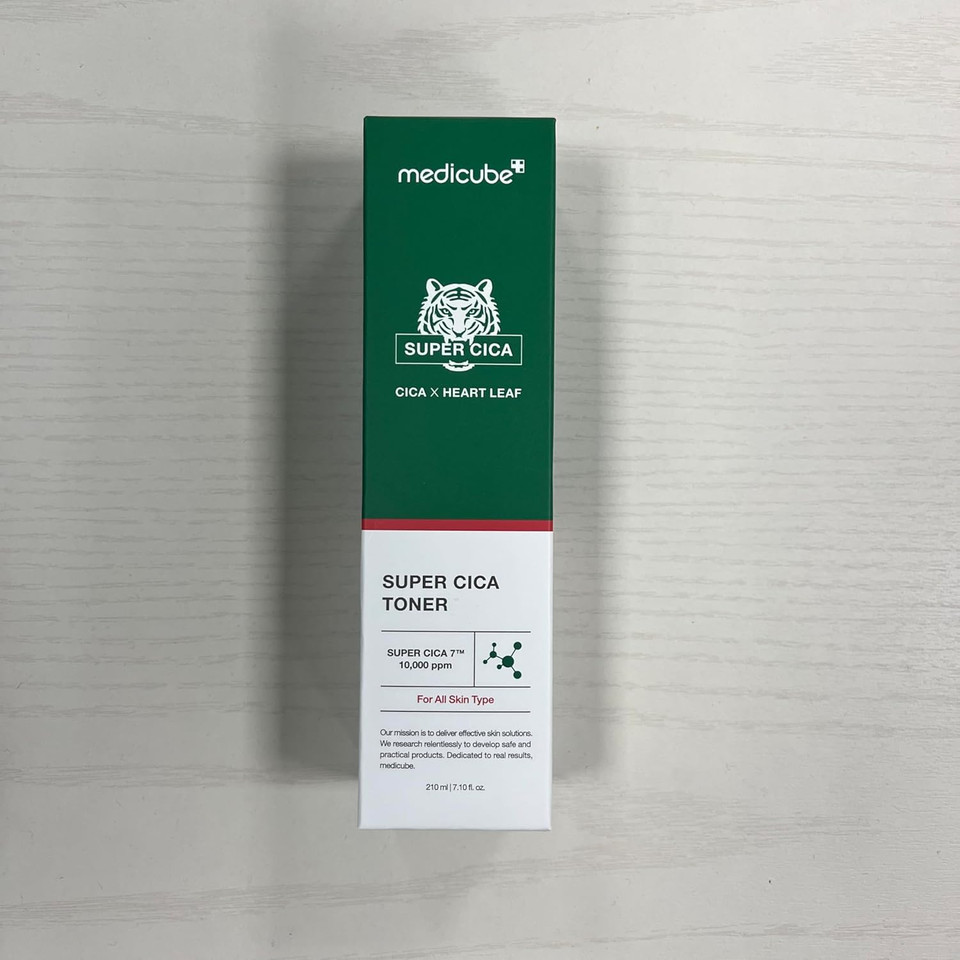 medicube
SUPER CICA
CICA X HEART LEAF
SUPER CICA
TONER
SUPER CICA 7™
10,000 ppm
For All Skin Type
Our mission is to deliver effective skin solutions.
We research relentlessly to develop safe and
practical products. Dedicated to real results,
medicube.
210 ml | 7.10 fl. oz.